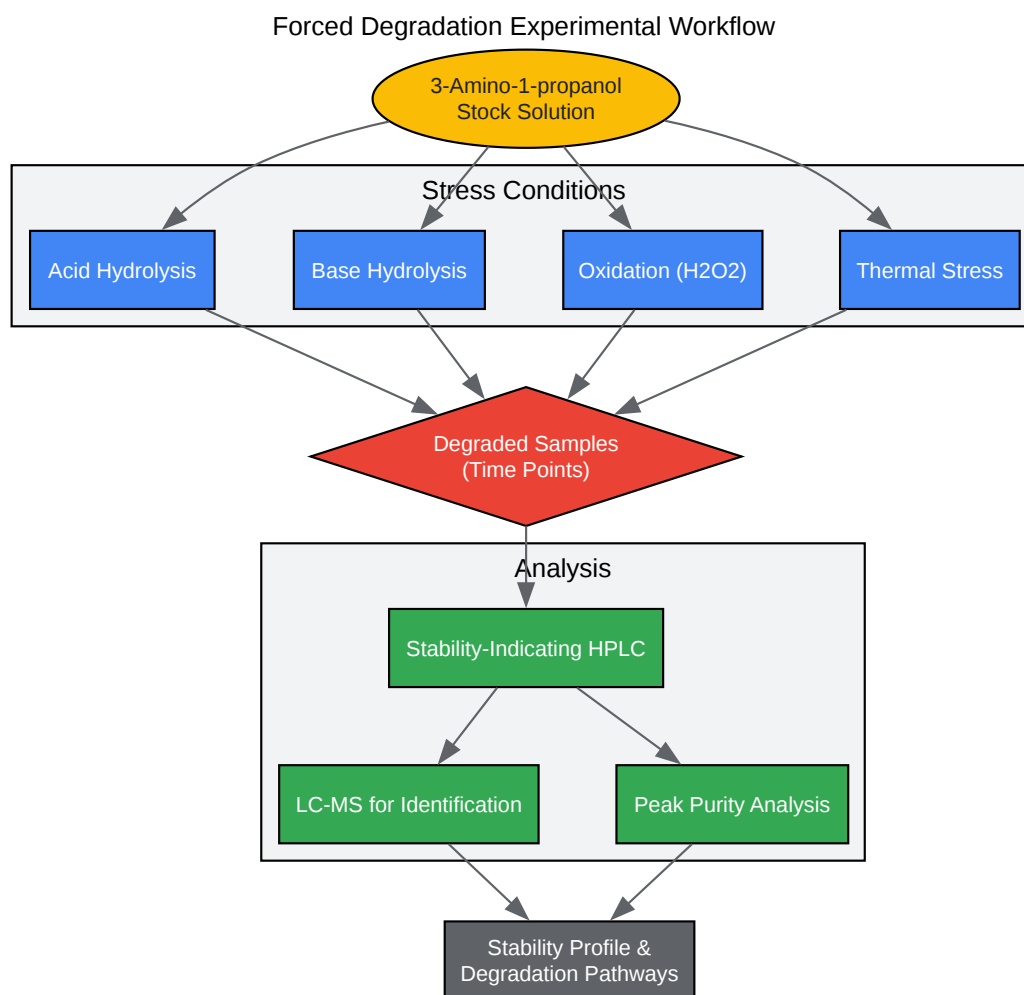 Forced Degradation Experimental Workflow
3-Amino-1-propanol
Stock Solution
Stress Conditions
Acid Hydrolysis
Base Hydrolysis
Oxidation (H2O2)
Thermal Stress
Degraded Samples
(Time Points)
Analysis
Stability-Indicating HPLC
LC-MS for Identification
Peak Purity Analysis
Stability Profile &
Degradation Pathways